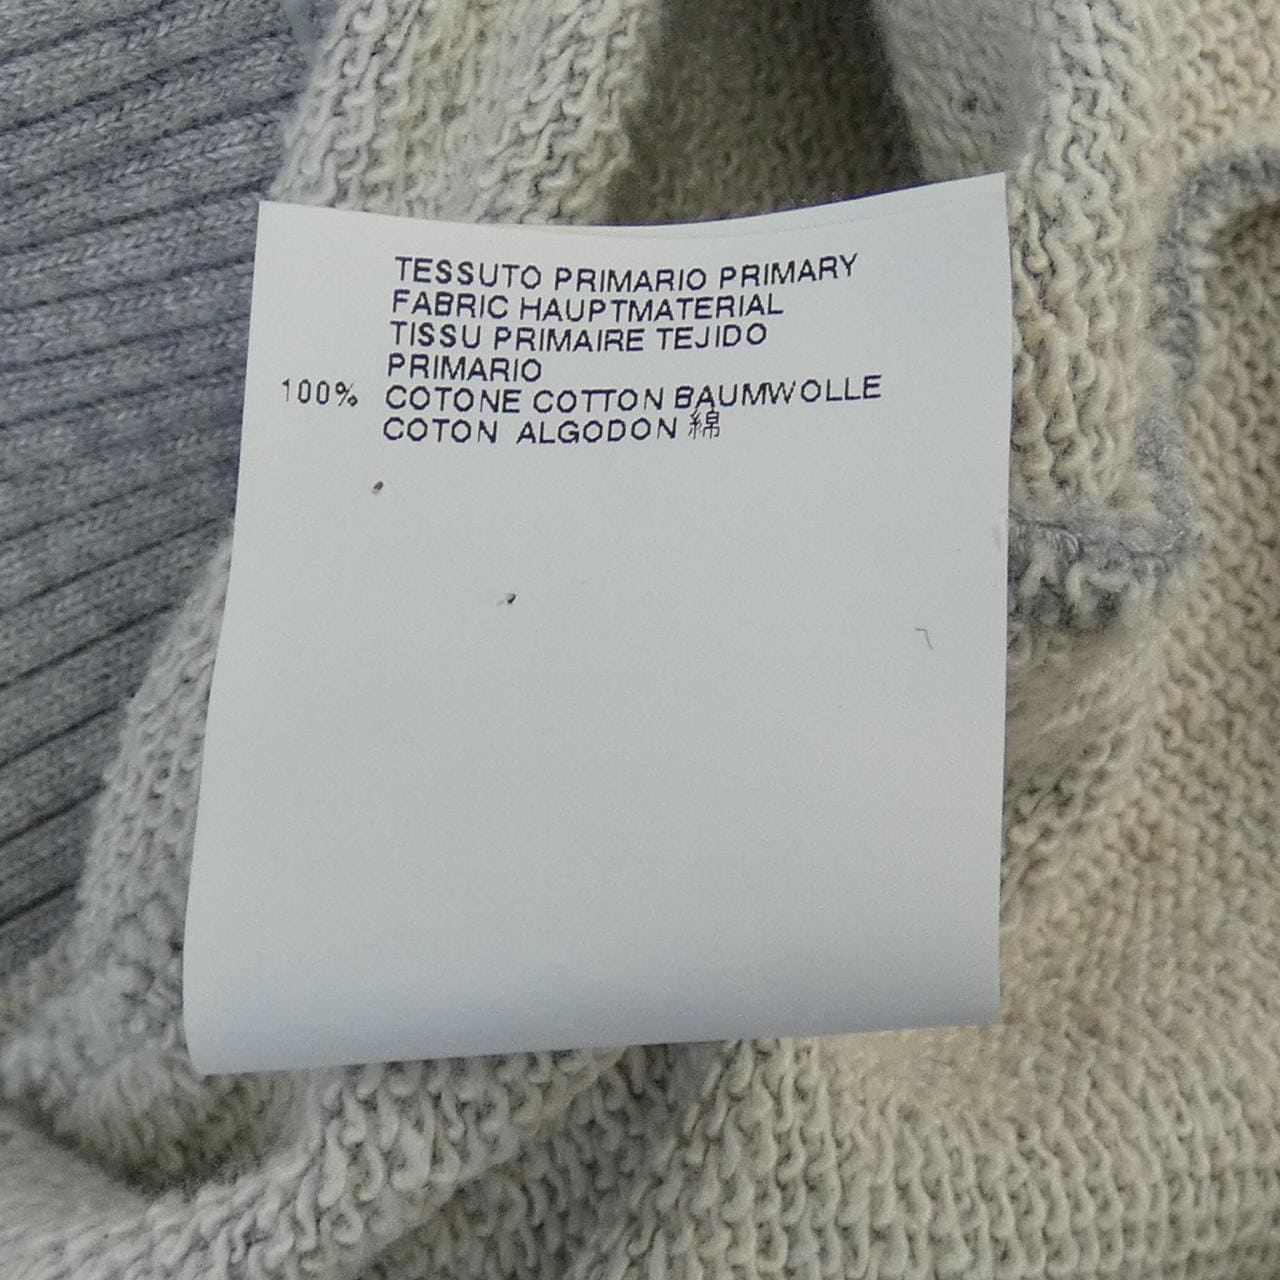 TESSUTO PRIMARIO PRIMARY
FABRIC HAUPTMATERIAL
TISSU PRIMAIRE TEJIDO
PRIMARIO
100% COTONE COTTON BAUMWOLLE
COTON ALGODON 綿